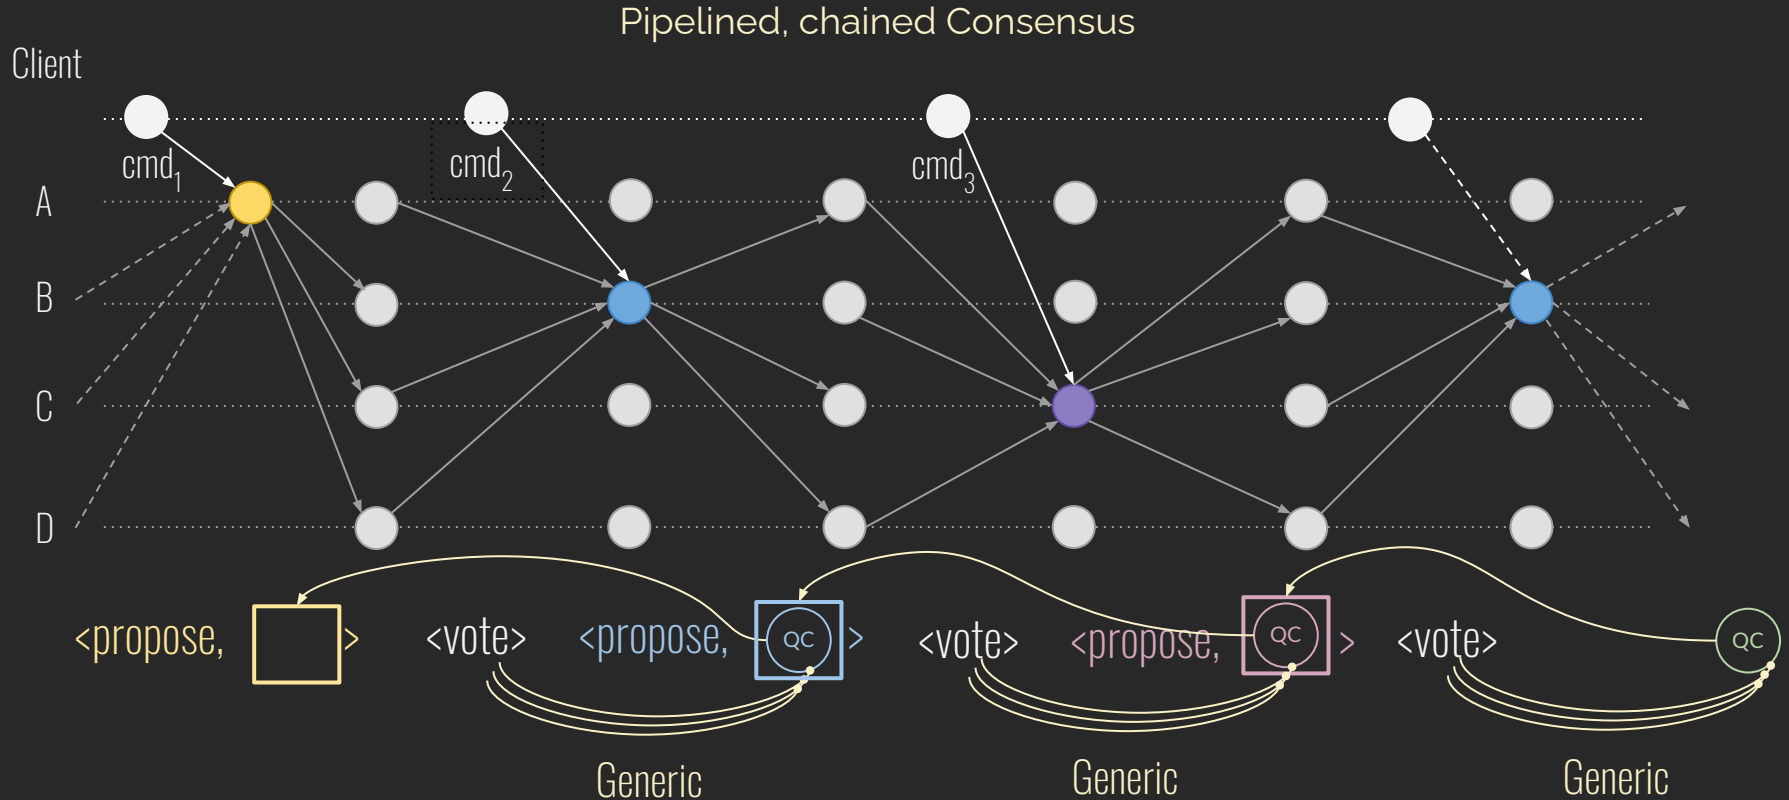 Pipelined, chained Consensus
Client
cmd1
cmd2
cmd3
A
B
C
D
<propose, >
<vote>
<propose, QC >
<vote>
<propose, QC >
<vote>
QC
Generic
Generic
Generic